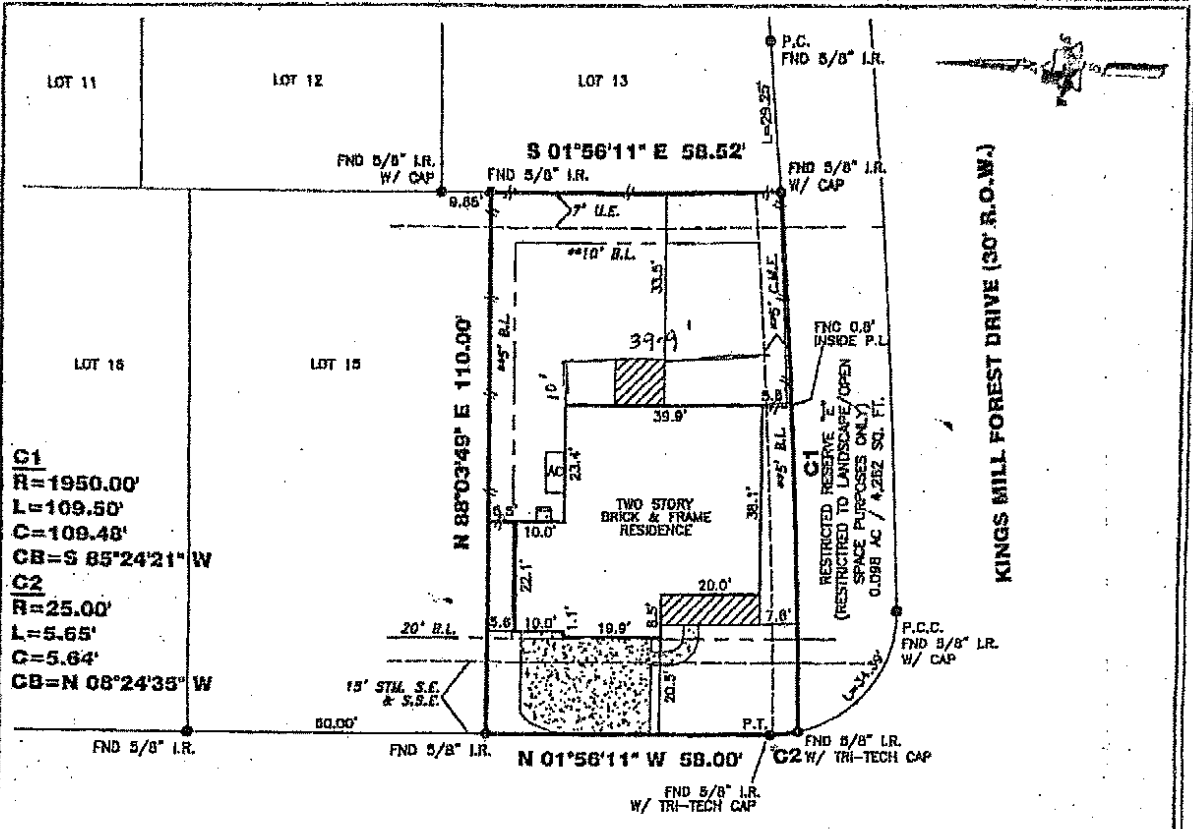 LOT 11
LOT 12
LOT 13
P.C.
FND 5/8" I.R.
L=29.25'
S 01°56'11" E 58.52'
FND 5/8" I.R.
W/ CAP
FND 5/8" I.R.
FND 5/8" I.R.
W/ CAP
9.85'
7' U.E.
**10' B.L.
33.5'
**5' C.M.E.
KINGS MILL FOREST DRIVE (30' R.O.W.)
N 88°03'49" E 110.00'
**5' B.L.
39-9'
10'
FNC 0.8'
INSIDE P.L.
LOT 16
LOT 15
39.9'
5.8'
**5' B.L.
C1
RESTRICTED RESERVE "E"
(RESTRICTRED TO LANDSCAPE/OPEN
SPACE PURPOSES ONLY)
0.098 AC / 4,262 SQ. FT.
AC
23.4'
TWO STORY
BRICK & FRAME
RESIDENCE
38.1'
C1
R=1950.00'
L=109.50'
C=109.48'
CB=S 85°24'21" W
C2
R=25.00'
L=5.65'
C=5.64'
CB=N 08°24'35" W
10.0'
22.1'
20.0'
8.5'
7.6'
20' B.L.
5.6'
10.0'
1.1'
19.9'
P.C.C.
FND 5/8" I.R.
W/ CAP
L=34.39'
15' STM. S.E.
& S.S.E.
20.5'
60.00'
P.T.
FND 5/8" I.R.
FND 5/8" I.R.
N 01°56'11" W 58.00'
C2
FND 5/8" I.R.
W/ TRI-TECH CAP
FND 5/8" I.R.
W/ TRI-TECH CAP